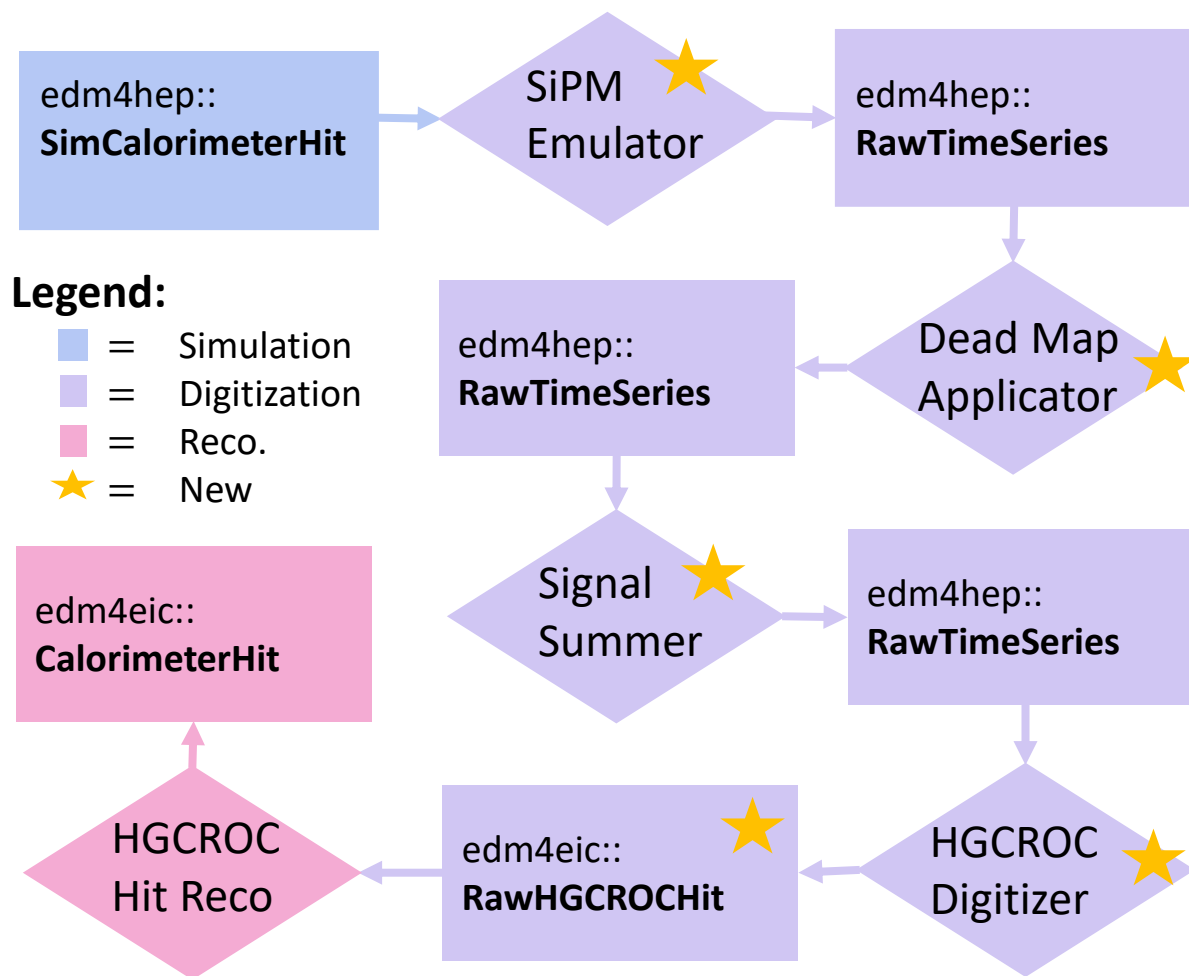 edm4hep::
SimCalorimeterHit
SiPM
Emulator
edm4hep::
RawTimeSeries
Legend:
= Simulation
= Digitization
= Reco.
= New
edm4hep::
RawTimeSeries
Dead Map
Applicator
edm4eic::
CalorimeterHit
Signal
Summer
edm4hep::
RawTimeSeries
HGCROC
Hit Reco
edm4eic::
RawHGCROCHit
HGCROC
Digitizer